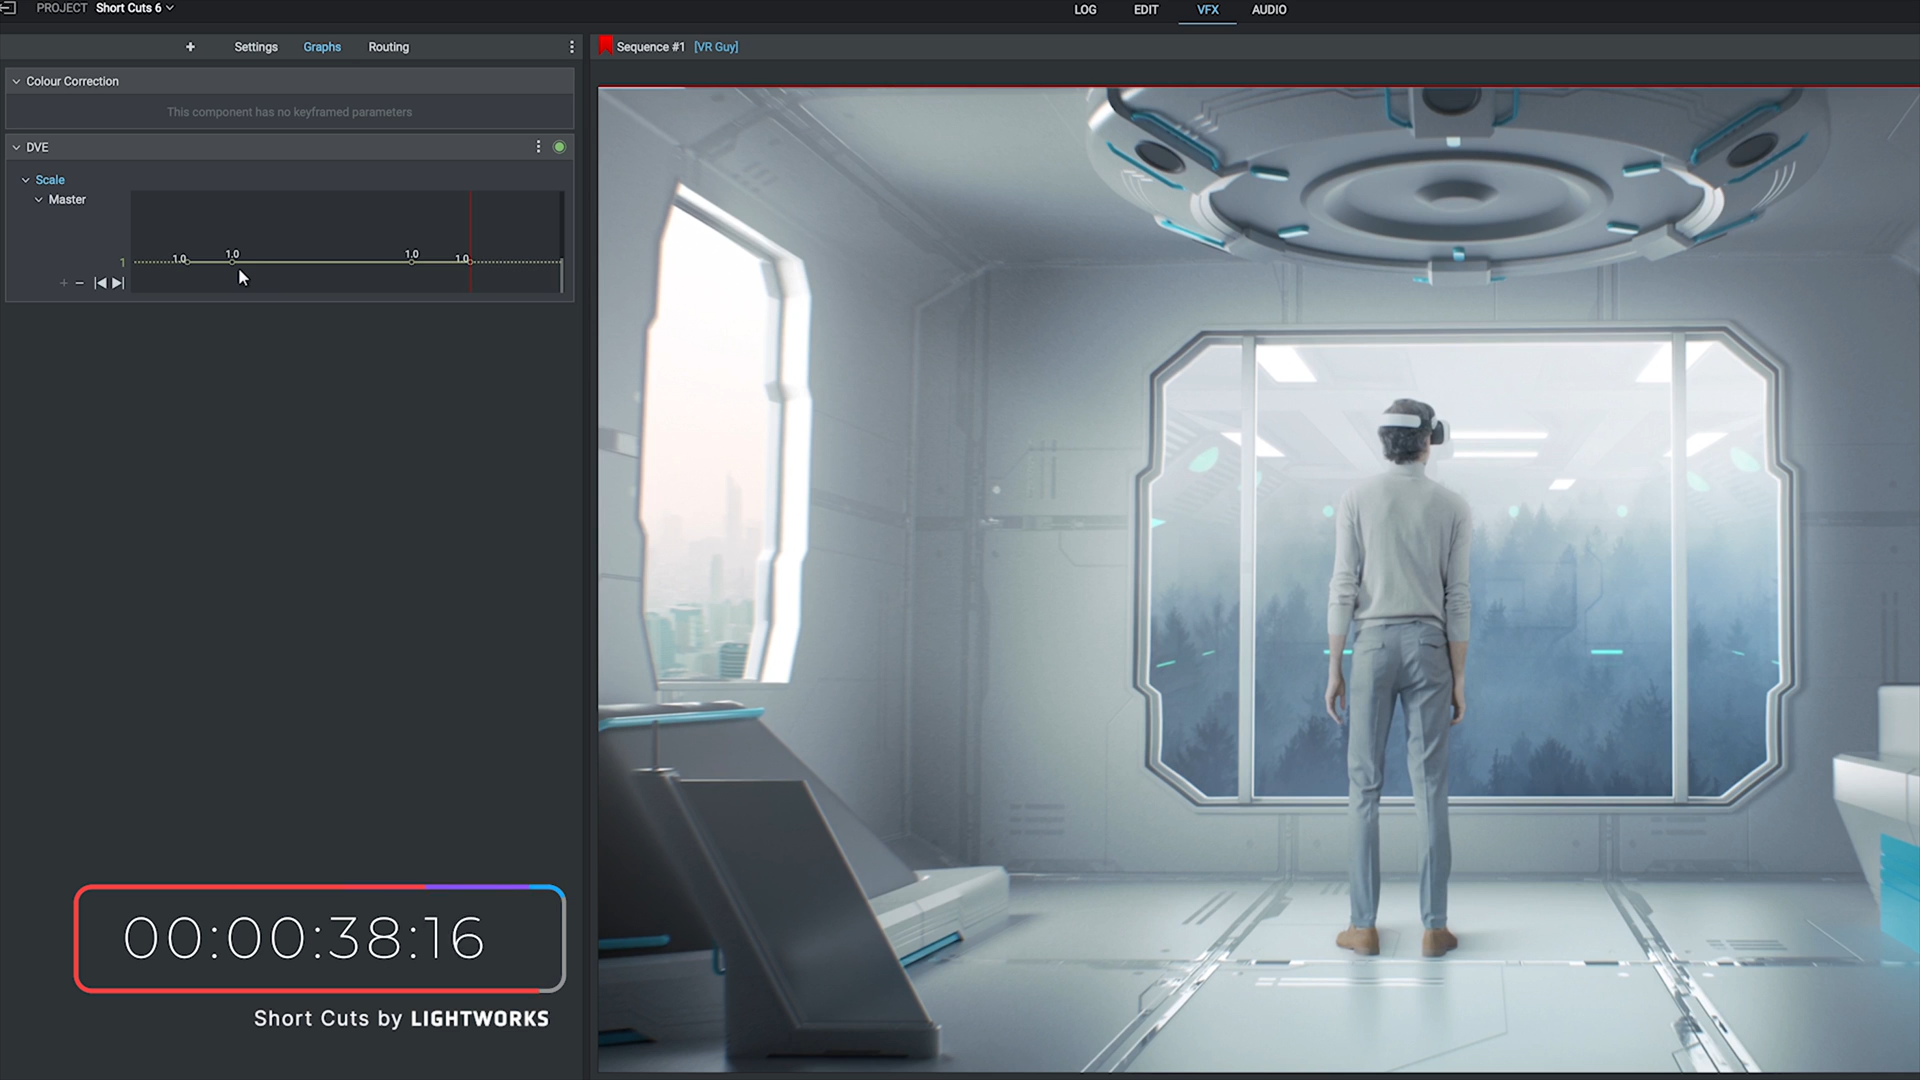 PROJECT Short Cuts 6
LOG EDIT VFX AUDIO
+ Settings Graphs Routing
Sequence #1 [VR Guy]
Colour Correction
This component has no keyframed parameters
DVE
Scale
Master
1.0 1.0 1.0 1.0
1
00:00:38:16
Short Cuts by LIGHTWORKS